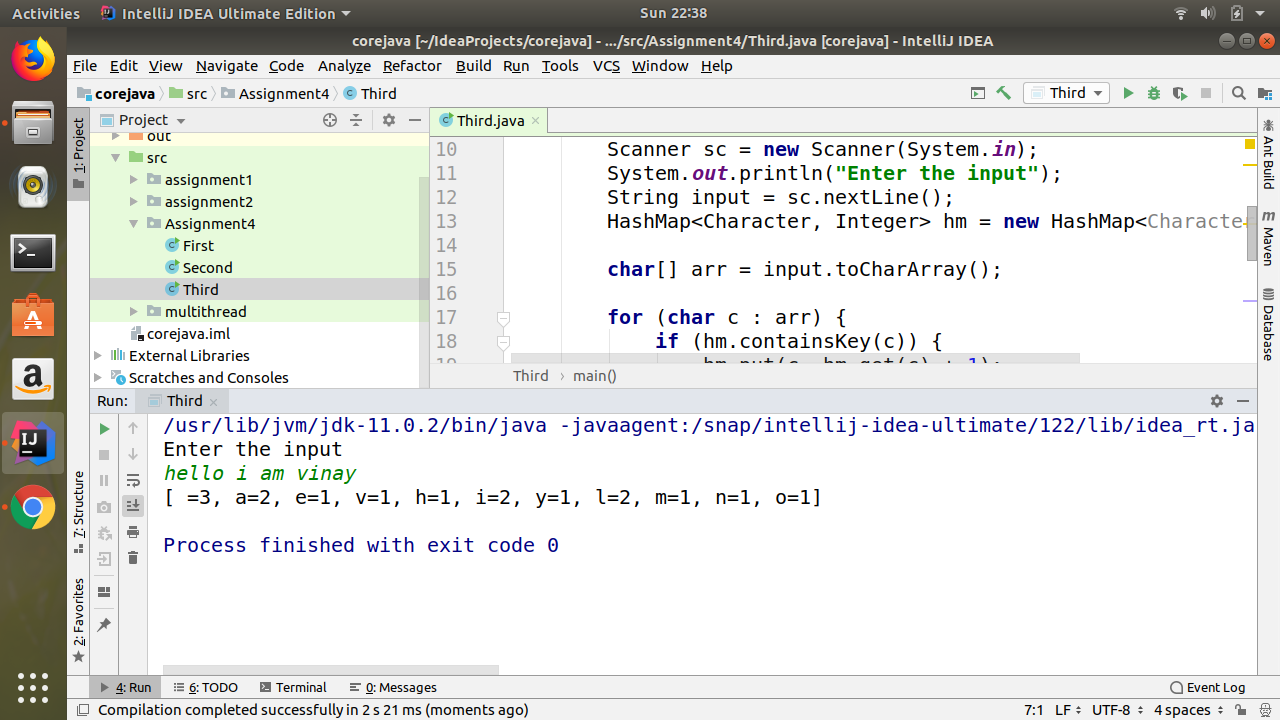 Activities IntelliJ IDEA Ultimate Edition Sun 22:38
corejava [~/IdeaProjects/corejava] - .../src/Assignment4/Third.java [corejava] - IntelliJ IDEA
File Edit View Navigate Code Analyze Refactor Build Run Tools VCS Window Help
corejava src Assignment4 Third Third
1: Project
Project
out
src
assignment1
assignment2
Assignment4
First
Second
Third
multithread
corejava.iml
External Libraries
Scratches and Consoles
Third.java
10 Scanner sc = new Scanner(System.in);
11 System.out.println("Enter the input");
12 String input = sc.nextLine();
13 HashMap<Character, Integer> hm = new HashMap<Character
14
15 char[] arr = input.toCharArray();
16
17 for (char c : arr) {
18 if (hm.containsKey(c)) {
19 hm.put(c, hm.get(c) + 1);
Third › main()
Ant Build
Maven
Database
Run: Third
/usr/lib/jvm/jdk-11.0.2/bin/java -javaagent:/snap/intellij-idea-ultimate/122/lib/idea_rt.ja
Enter the input
hello i am vinay
[ =3, a=2, e=1, v=1, h=1, i=2, y=1, l=2, m=1, n=1, o=1]
Process finished with exit code 0
7: Structure
2: Favorites
4: Run 6: TODO Terminal 0: Messages Event Log
Compilation completed successfully in 2 s 21 ms (moments ago) 7:1 LF UTF-8 4 spaces